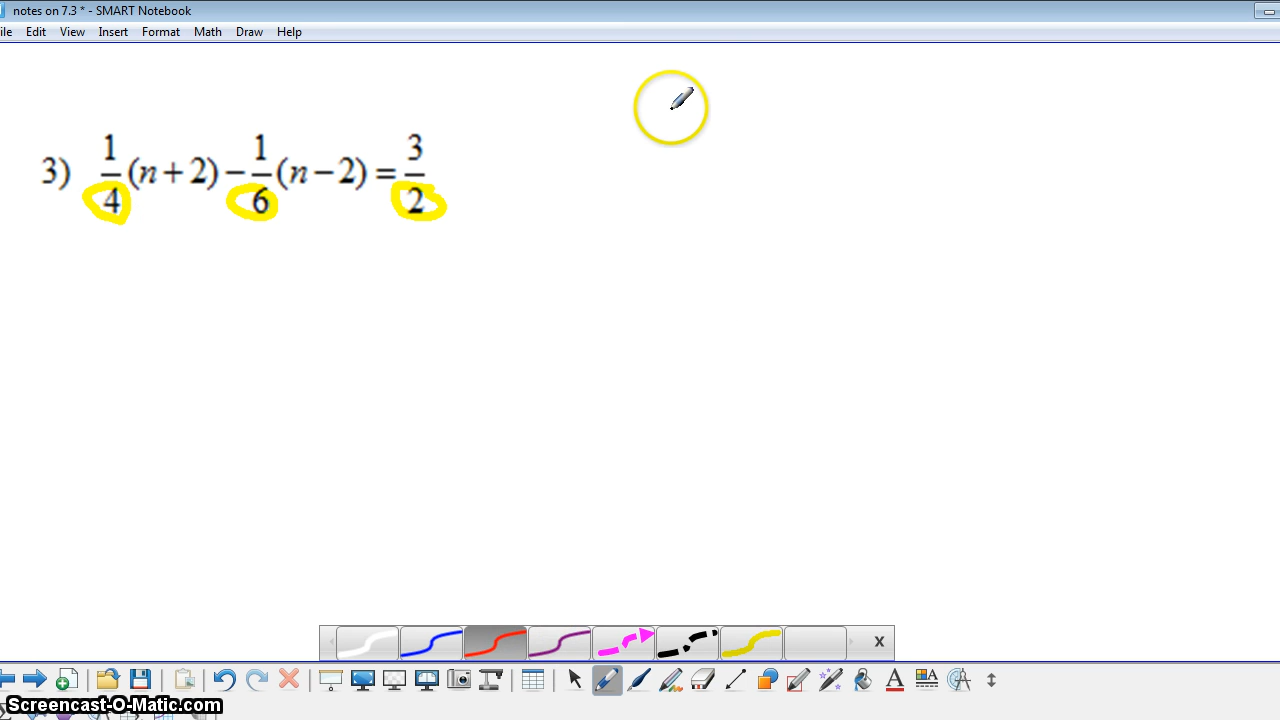 notes on 7.3 * - SMART Notebook
ile Edit View Insert Format Math Draw Help
3) 1/4 (n + 2) − 1/6 (n − 2) = 3/2
X
A
Screencast-O-Matic.com